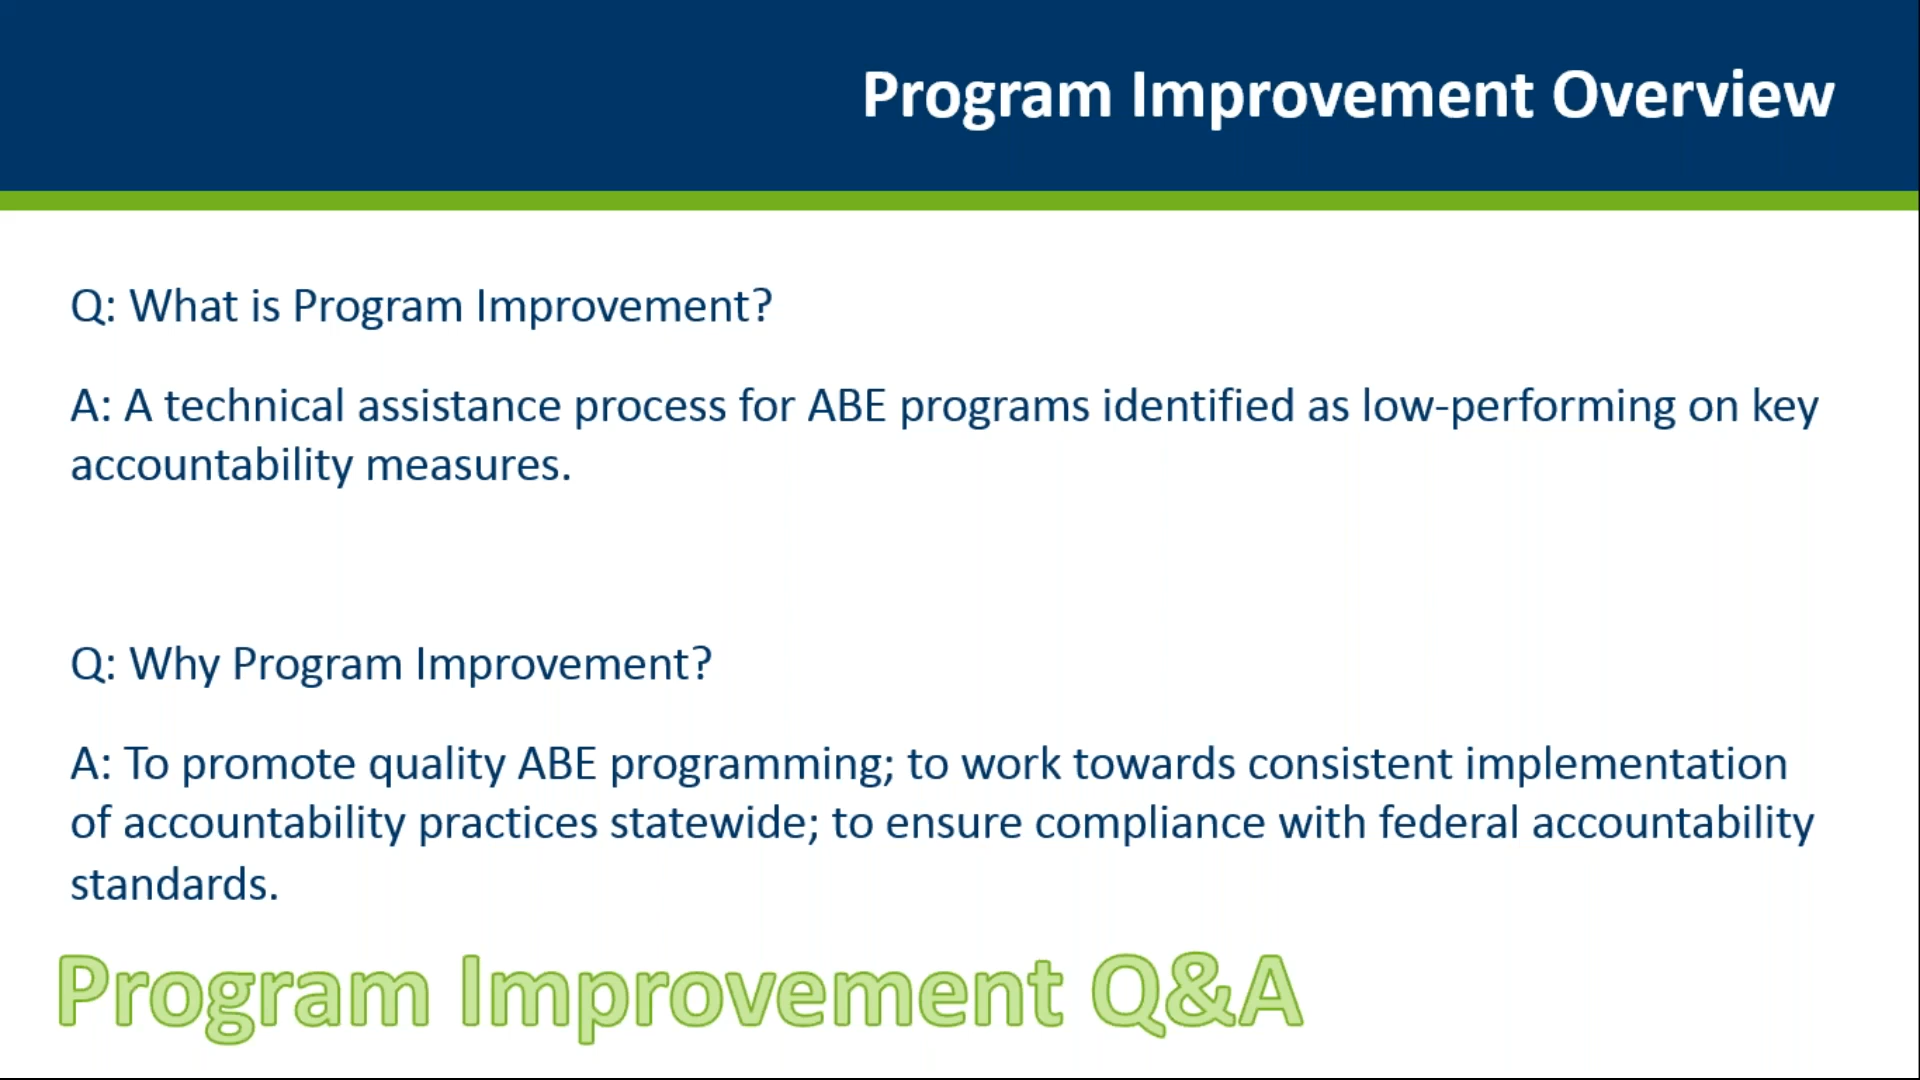 Program Improvement Overview
Q: What is Program Improvement?
A: A technical assistance process for ABE programs identified as low-performing on key
accountability measures.
Q: Why Program Improvement?
A: To promote quality ABE programming; to work towards consistent implementation
of accountability practices statewide; to ensure compliance with federal accountability
standards.
Program Improvement Q&A